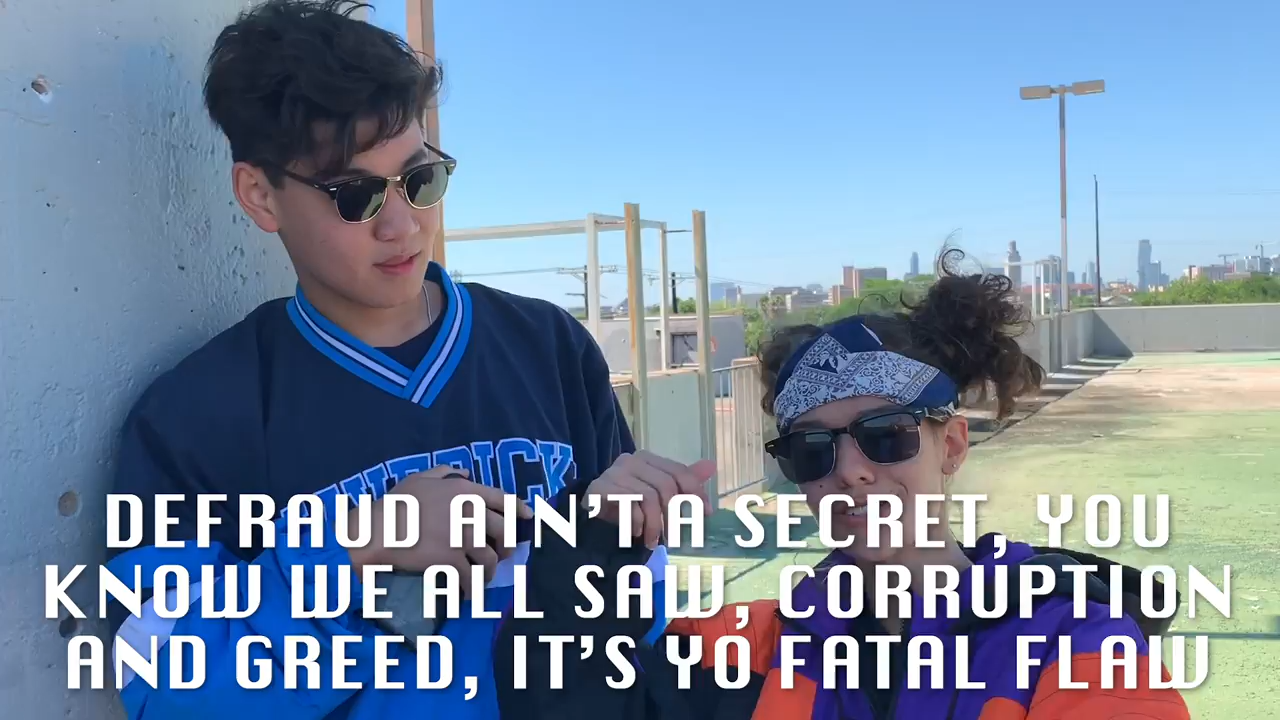 DEFRAUD AIN'T A SECRET, YOU
KNOW WE ALL SAW, CORRUPTION
AND GREED, IT'S YO FATAL FLAW